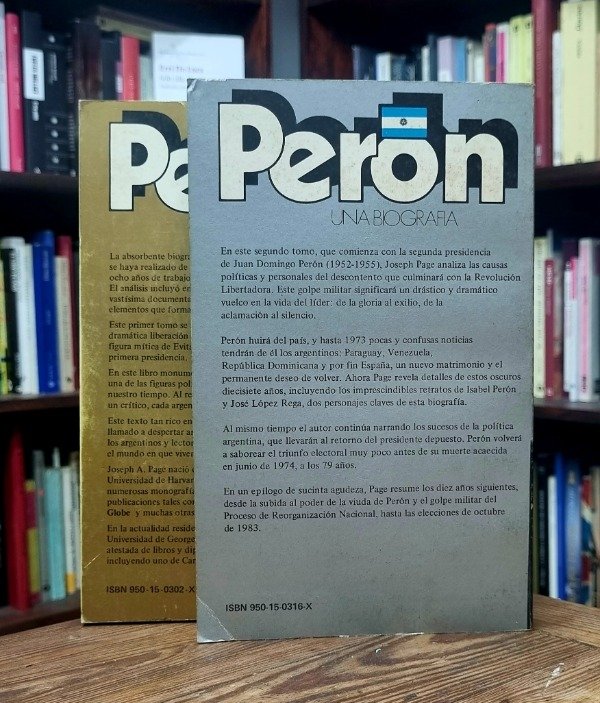 Perón
UNA BIOGRAFIA
En este segundo tomo, que comienza con la segunda presidencia
de Juan Domingo Perón (1952-1955), Joseph Page analiza las causas
políticas y personales del descontento que culminará con la Revolución
Libertadora. Este golpe militar significará un drástico y dramático
vuelco en la vida del líder: de la gloria al exilio, de la
aclamación al silencio.
Perón huirá del país, y hasta 1973 pocas y confusas noticias
tendrán de él los argentinos: Paraguay, Venezuela,
República Dominicana y por fin España, un nuevo matrimonio y el
permanente deseo de volver. Ahora Page revela detalles de estos oscuros
diecisiete años, incluyendo los imprescindibles retratos de Isabel Perón
y José López Rega, dos personajes claves de esta biografía.
Al mismo tiempo el autor continúa narrando los sucesos de la política
argentina, que llevarán al retorno del presidente depuesto. Perón volverá
a saborear el triunfo electoral muy poco antes de su muerte acaecida
en junio de 1974, a los 79 años.
En un epílogo de sucinta agudeza, Page resume los diez años siguientes,
desde la subida al poder de la viuda de Perón y el golpe militar del
Proceso de Reorganización Nacional, hasta las elecciones de octubre
de 1983.
ISBN 950-15-0316-X
Pe
La absorbente biogra
se haya realizado de
ocho años de trabajo
El análisis incluyó en
vastísima documenta
elementos que forma
Este primer tomo se
dramática liberación
figura mítica de Evita
primera presidencia.
En este libro monum
una de las figuras polí
nuestro tiempo. Al re
un crítico, cada argen
Este texto tan rico en
llamado a despertar a
los argentinos y lector
el mundo en que viven
Joseph A. Page nació e
Universidad de Harvar
numerosas monografí
publicaciones tales con
Globe, y muchas otras
En la actualidad reside
Universidad de George
atestada de libros y dip
incluyendo uno de Car
ISBN 950-15-0302-X